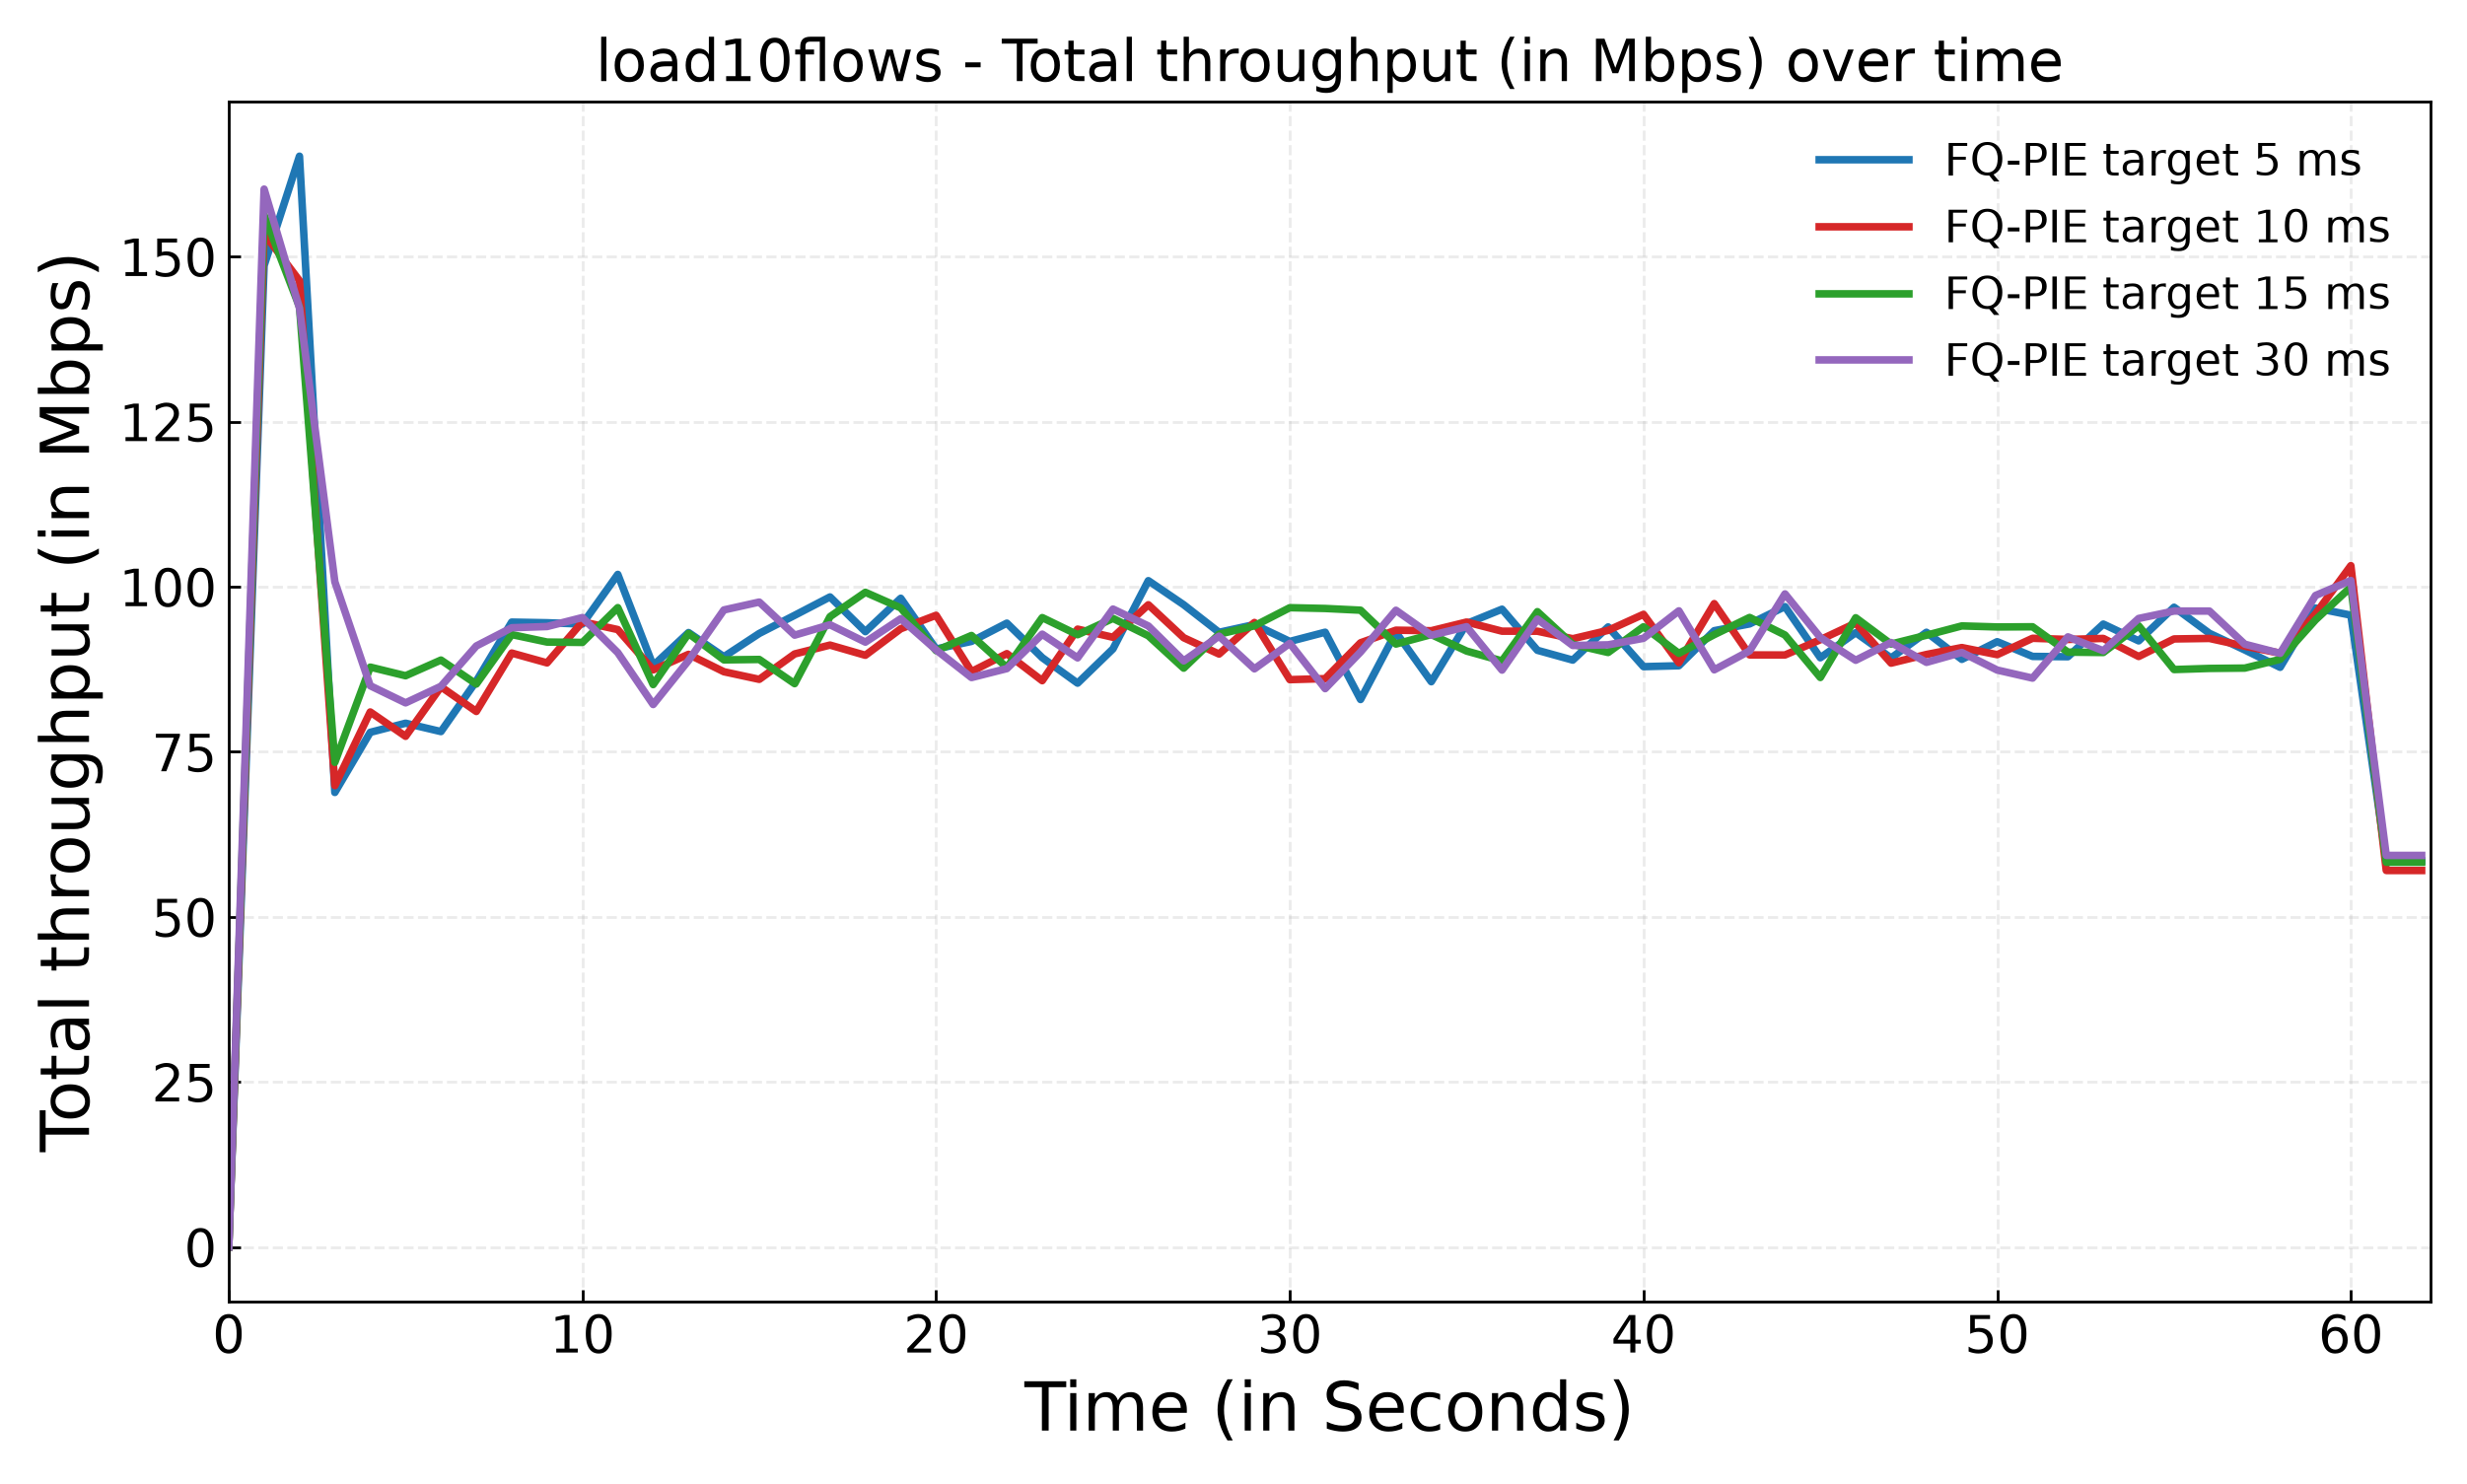 load10flows - Total throughput (in Mbps) over time
Total throughput (in Mbps)
150
125
100
75
50
25
0
FQ-PIE target 5 ms
FQ-PIE target 10 ms
FQ-PIE target 15 ms
FQ-PIE target 30 ms
0 10 20 30 40 50 60
Time (in Seconds)